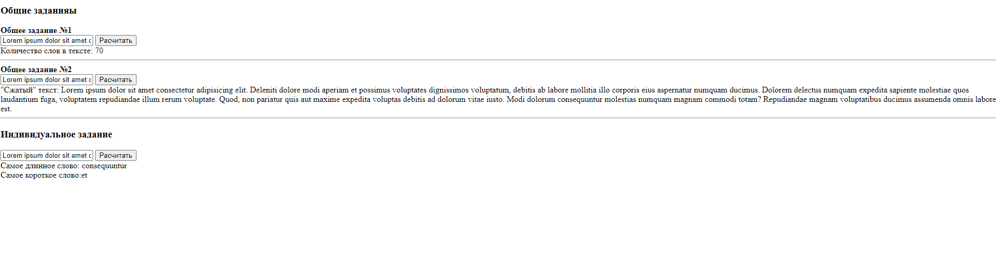 Общие заданияы
Общее задание №1
Lorem ipsum dolor sit amet c Расчитать
Количество слов в тексте: 70
Общее задание №2
Lorem ipsum dolor sit amet c Расчитать
"Сжатый" текст: Lorem ipsum dolor sit amet consectetur adipisicing elit. Deleniti dolore modi aperiam et possimus voluptates dignissimos voluptatum, debitis ab labore mollitia illo corporis eius aspernatur numquam ducimus. Dolorem delectus numquam expedita sapiente molestiae quos
laudantium fuga, voluptatem repudiandae illum rerum voluptate. Quod, non pariatur quis aut maxime expedita voluptas debitis ad dolorum vitae iusto. Modi dolorum consequuntur molestias numquam magnam commodi totam? Repudiandae magnam voluptatibus ducimus assumenda omnis labore
est.
Индивидуальное задание
Lorem ipsum dolor sit amet c Расчитать
Самое длинное слово: consequuntur
Самое короткое слово:et